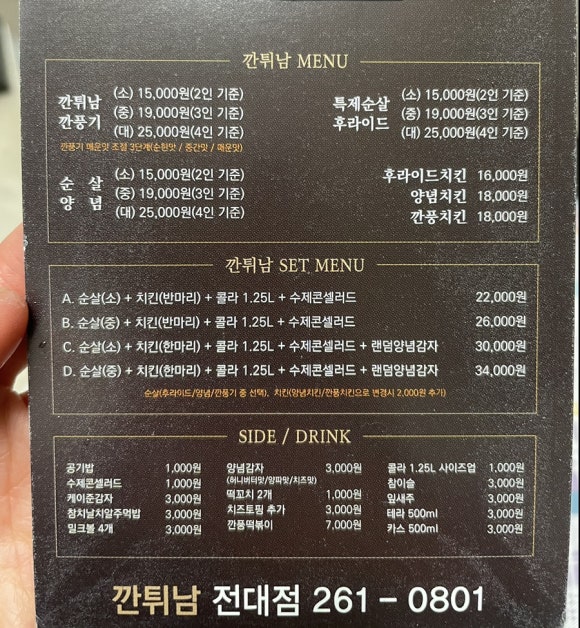 깐튀남 MENU
깐튀남
깐풍기
(소) 15,000원(2인 기준)
(중) 19,000원(3인 기준)
(대) 25,000원(4인 기준)
깐풍기 매운맛 조절 3단계(순한맛 / 중간맛 / 매운맛)
특제순살
후라이드
(소) 15,000원(2인 기준)
(중) 19,000원(3인 기준)
(대) 25,000원(4인 기준)
순 살
양 념
(소) 15,000원(2인 기준)
(중) 19,000원(3인 기준)
(대) 25,000원(4인 기준)
후라이드치킨 16,000원
양념치킨 18,000원
깐풍치킨 18,000원
깐튀남 SET MENU
A. 순살(소) + 치킨(반마리) + 콜라 1.25L + 수제콘셀러드 22,000원
B. 순살(중) + 치킨(반마리) + 콜라 1.25L + 수제콘셀러드 26,000원
C. 순살(소) + 치킨(한마리) + 콜라 1.25L + 수제콘셀러드 + 랜덤양념감자 30,000원
D. 순살(중) + 치킨(한마리) + 콜라 1.25L + 수제콘셀러드 + 랜덤양념감자 34,000원
순살(후라이드/양념/깐풍기 중 선택), 치킨(양념치킨/깐풍치킨으로 변경시 2,000원 추가)
SIDE / DRINK
공기밥 1,000원
수제콘셀러드 1,000원
케이준감자 3,000원
참치날치알주먹밥 3,000원
밀크볼 4개 3,000원
양념감자 3,000원
(허니버터맛/양파맛/치즈맛)
떡꼬치 2개 1,000원
치즈토핑 추가 3,000원
깐풍떡볶이 7,000원
콜라 1.25L 사이즈업 1,000원
참이슬 3,000원
잎새주 3,000원
테라 500ml 3,000원
카스 500ml 3,000원
깐튀남 전대점 261-0801